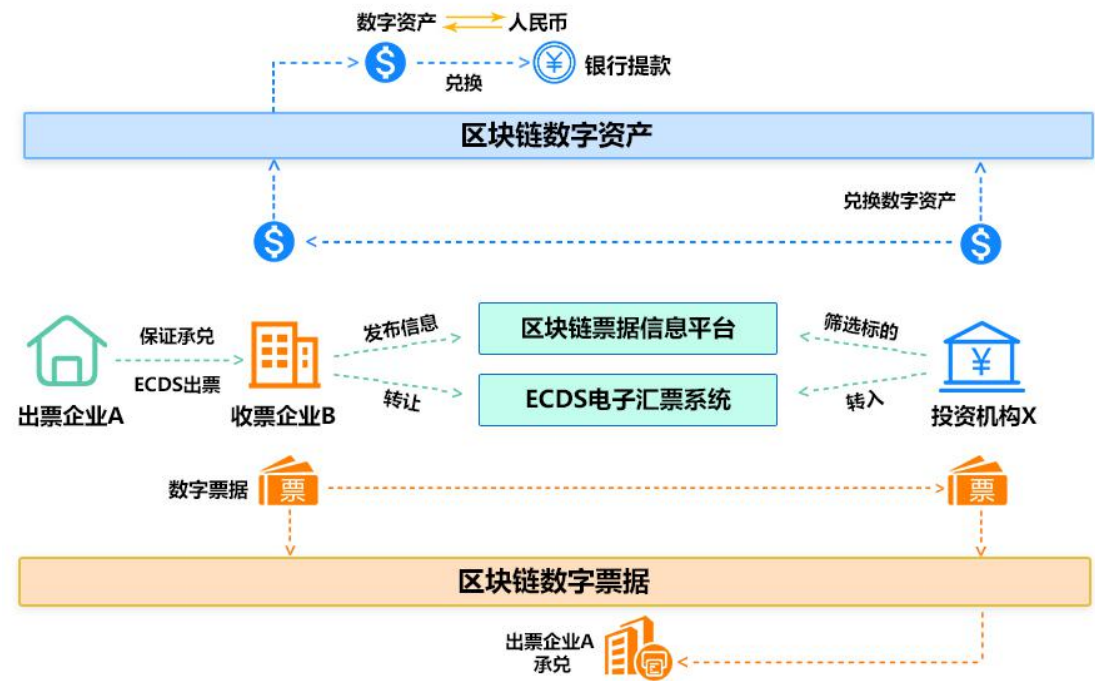 数字资产 人民币
$ ¥ 银行提款
兑换
区块链数字资产
兑换数字资产
$ $
保证承兑 发布信息 区块链票据信息平台 筛选标的
¥
ECDS出票 转让 ECDS电子汇票系统 转入
出票企业A 收票企业B 投资机构X
数字票据 票 票
区块链数字票据
出票企业A
承兑